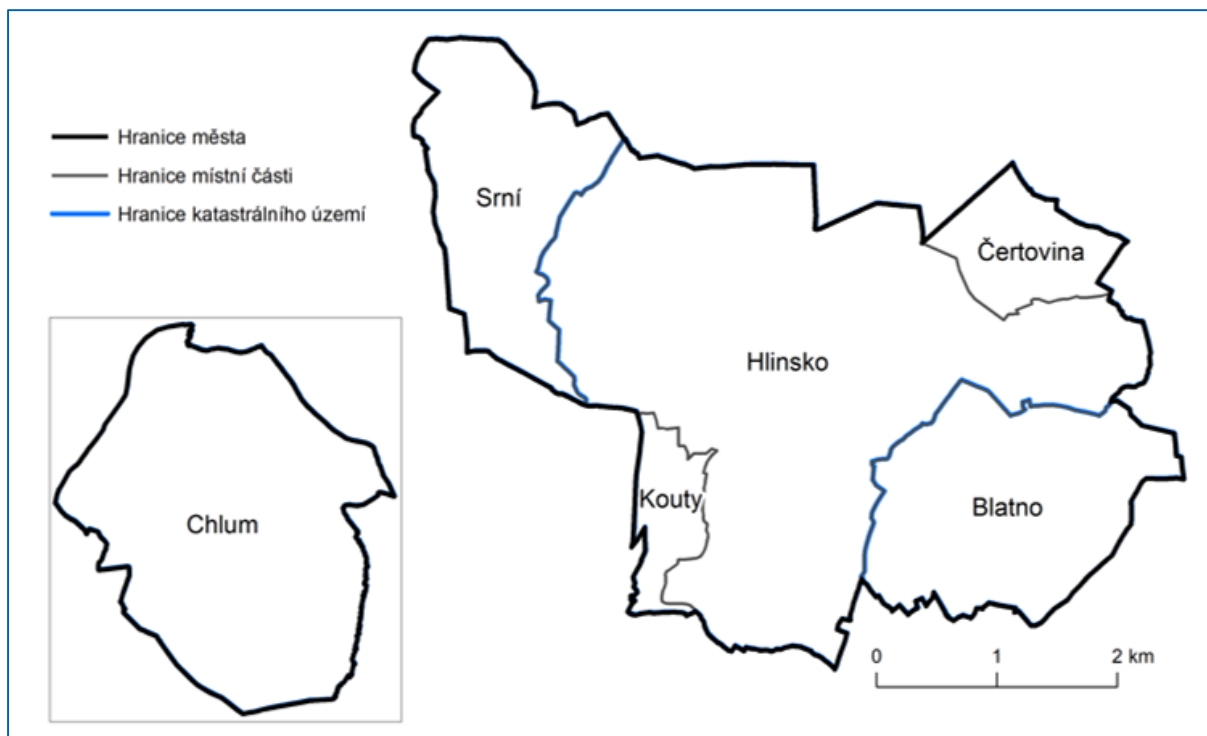 Hranice města
Hranice místní části
Hranice katastrálního území
Srní
Čertovina
Hlinsko
Kouty
Blatno
Chlum
0 1 2 km